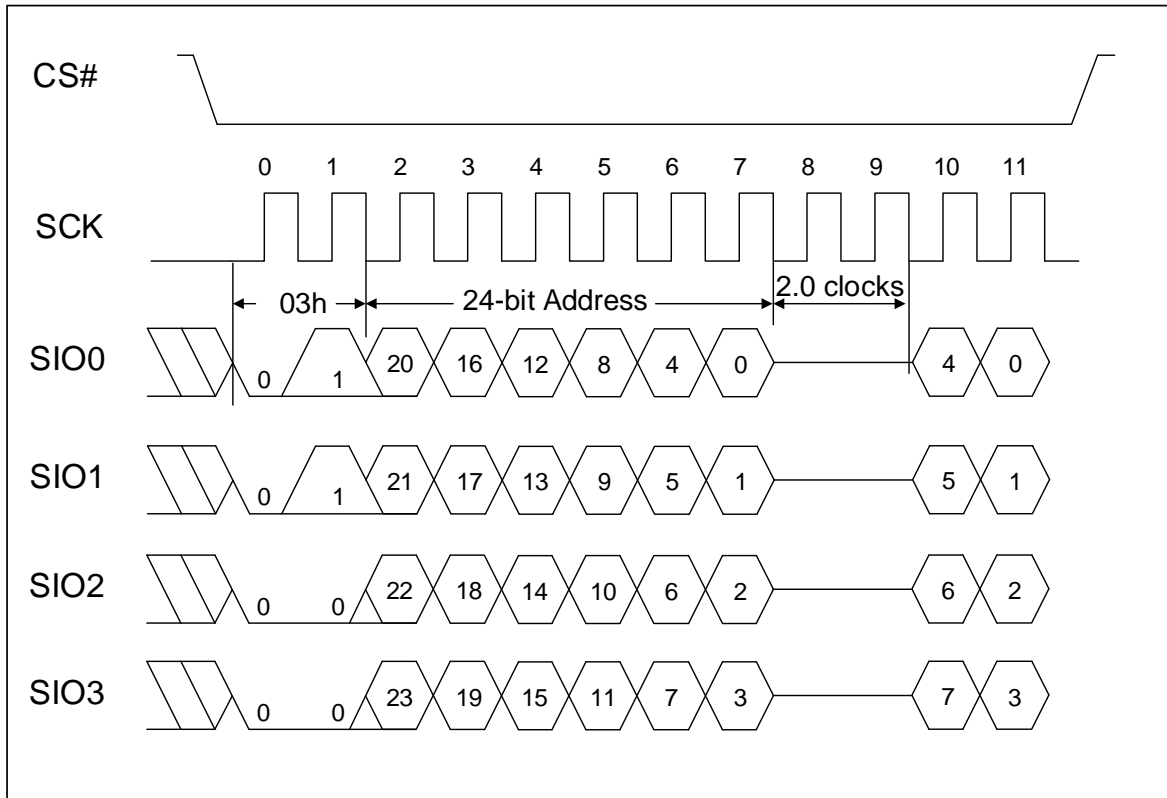 CS#
0 1 2 3 4 5 6 7 8 9 10 11
SCK
03h 24-bit Address 2.0 clocks
SIO0 0 1 20 16 12 8 4 0 4 0
SIO1 0 1 21 17 13 9 5 1 5 1
SIO2 0 0 22 18 14 10 6 2 6 2
SIO3 0 0 23 19 15 11 7 3 7 3